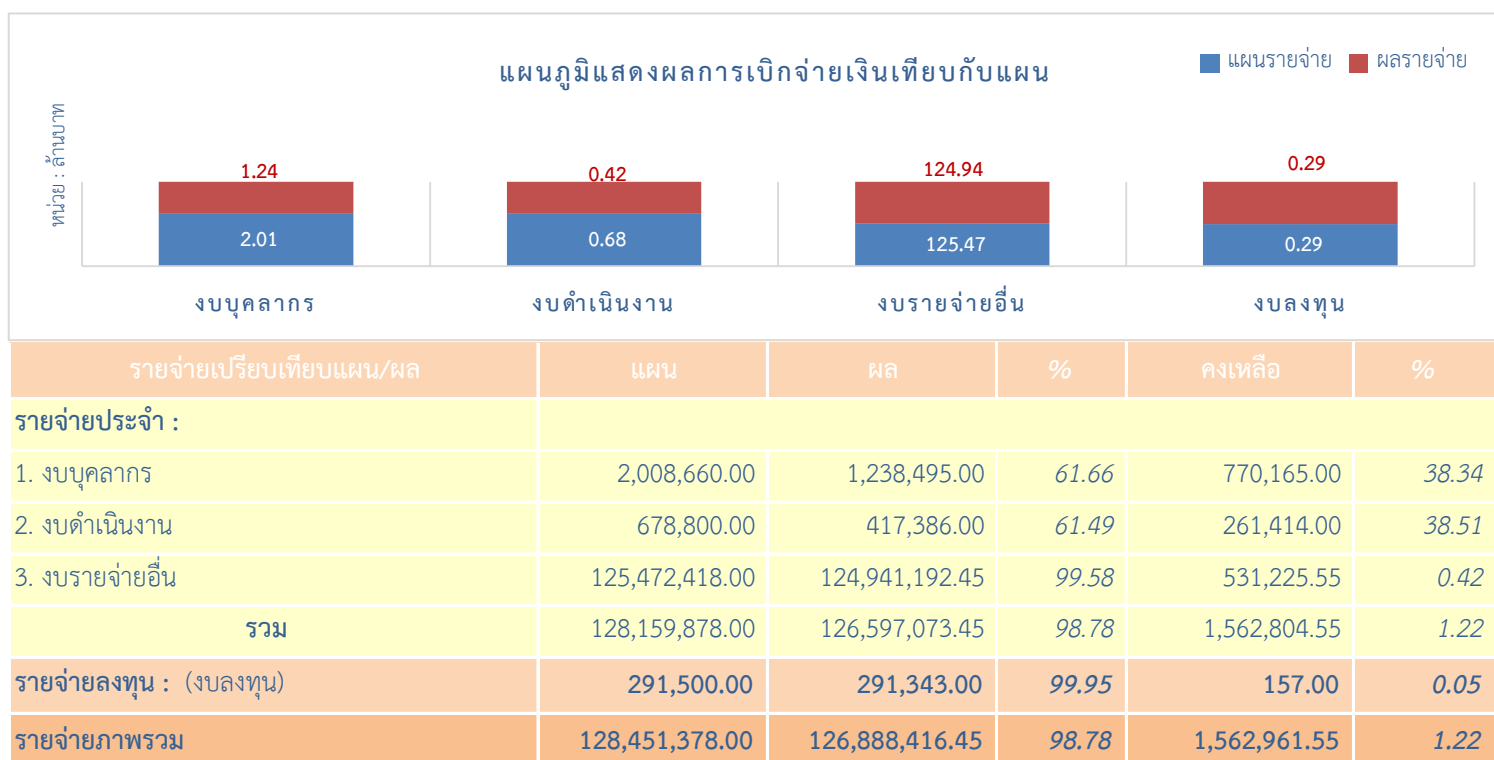 แผนภูมิแสดงผลการเบิกจ่ายเงินเทียบกับแผน
แผนรายจ่าย ผลรายจ่าย
หน่วย : ล้านบาท
1.24 0.42 124.94 0.29
2.01 0.68 125.47 0.29
งบบุคลากร งบดำเนินงาน งบรายจ่ายอื่น งบลงทุน
รายจ่ายเปรียบเทียบแผน/ผล แผน ผล % คงเหลือ %
รายจ่ายประจำ :
1. งบบุคลากร 2,008,660.00 1,238,495.00 61.66 770,165.00 38.34
2. งบดำเนินงาน 678,800.00 417,386.00 61.49 261,414.00 38.51
3. งบรายจ่ายอื่น 125,472,418.00 124,941,192.45 99.58 531,225.55 0.42
รวม 128,159,878.00 126,597,073.45 98.78 1,562,804.55 1.22
รายจ่ายลงทุน : (งบลงทุน) 291,500.00 291,343.00 99.95 157.00 0.05
รายจ่ายภาพรวม 128,451,378.00 126,888,416.45 98.78 1,562,961.55 1.22